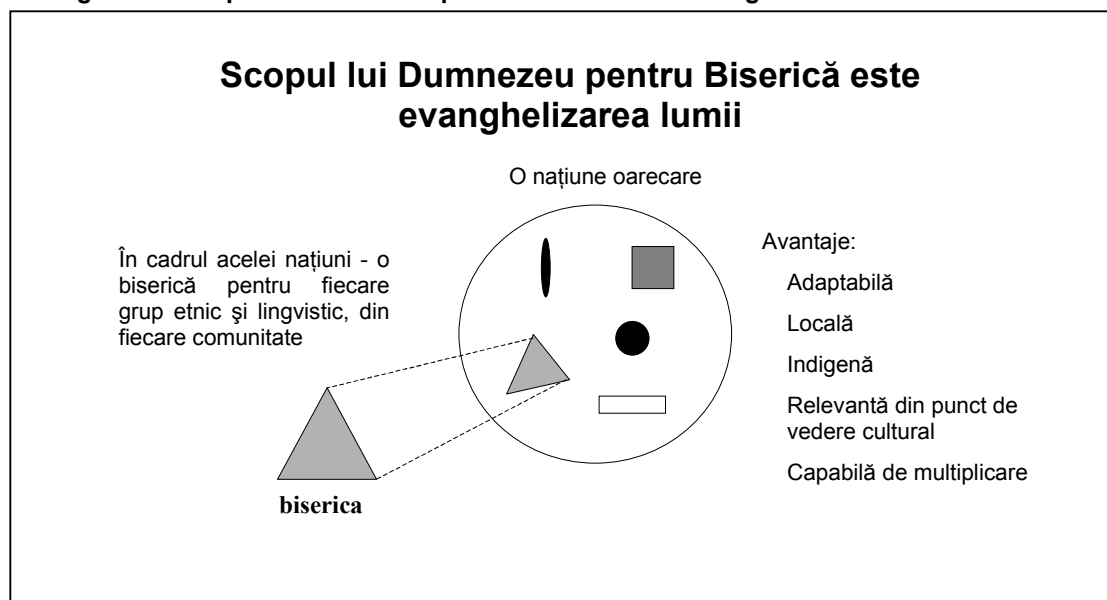 Scopul lui Dumnezeu pentru Biserică este
evanghelizarea lumii
O națiune oarecare
În cadrul acelei națiuni - o
biserică pentru fiecare
grup etnic şi lingvistic, din
fiecare comunitate
biserica
Avantaje:
Adaptabilă
Locală
Indigenă
Relevantă din punct de
vedere cultural
Capabilă de multiplicare